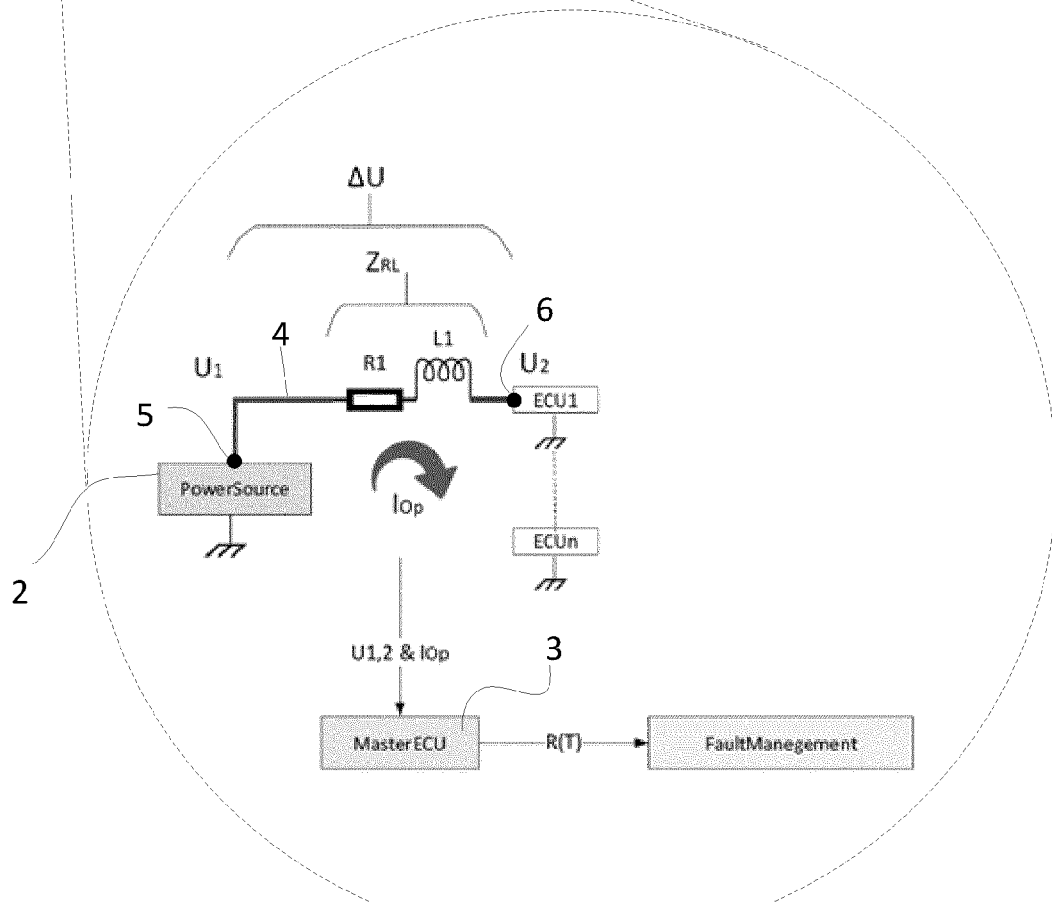 ΔU
ZRL
6
4
L1
U1
R1
U2
ECU1
5
PowerSource
IOp
ECUn
2
U1,2 & IOp
3
MasterECU
R(T)
FaultManegement